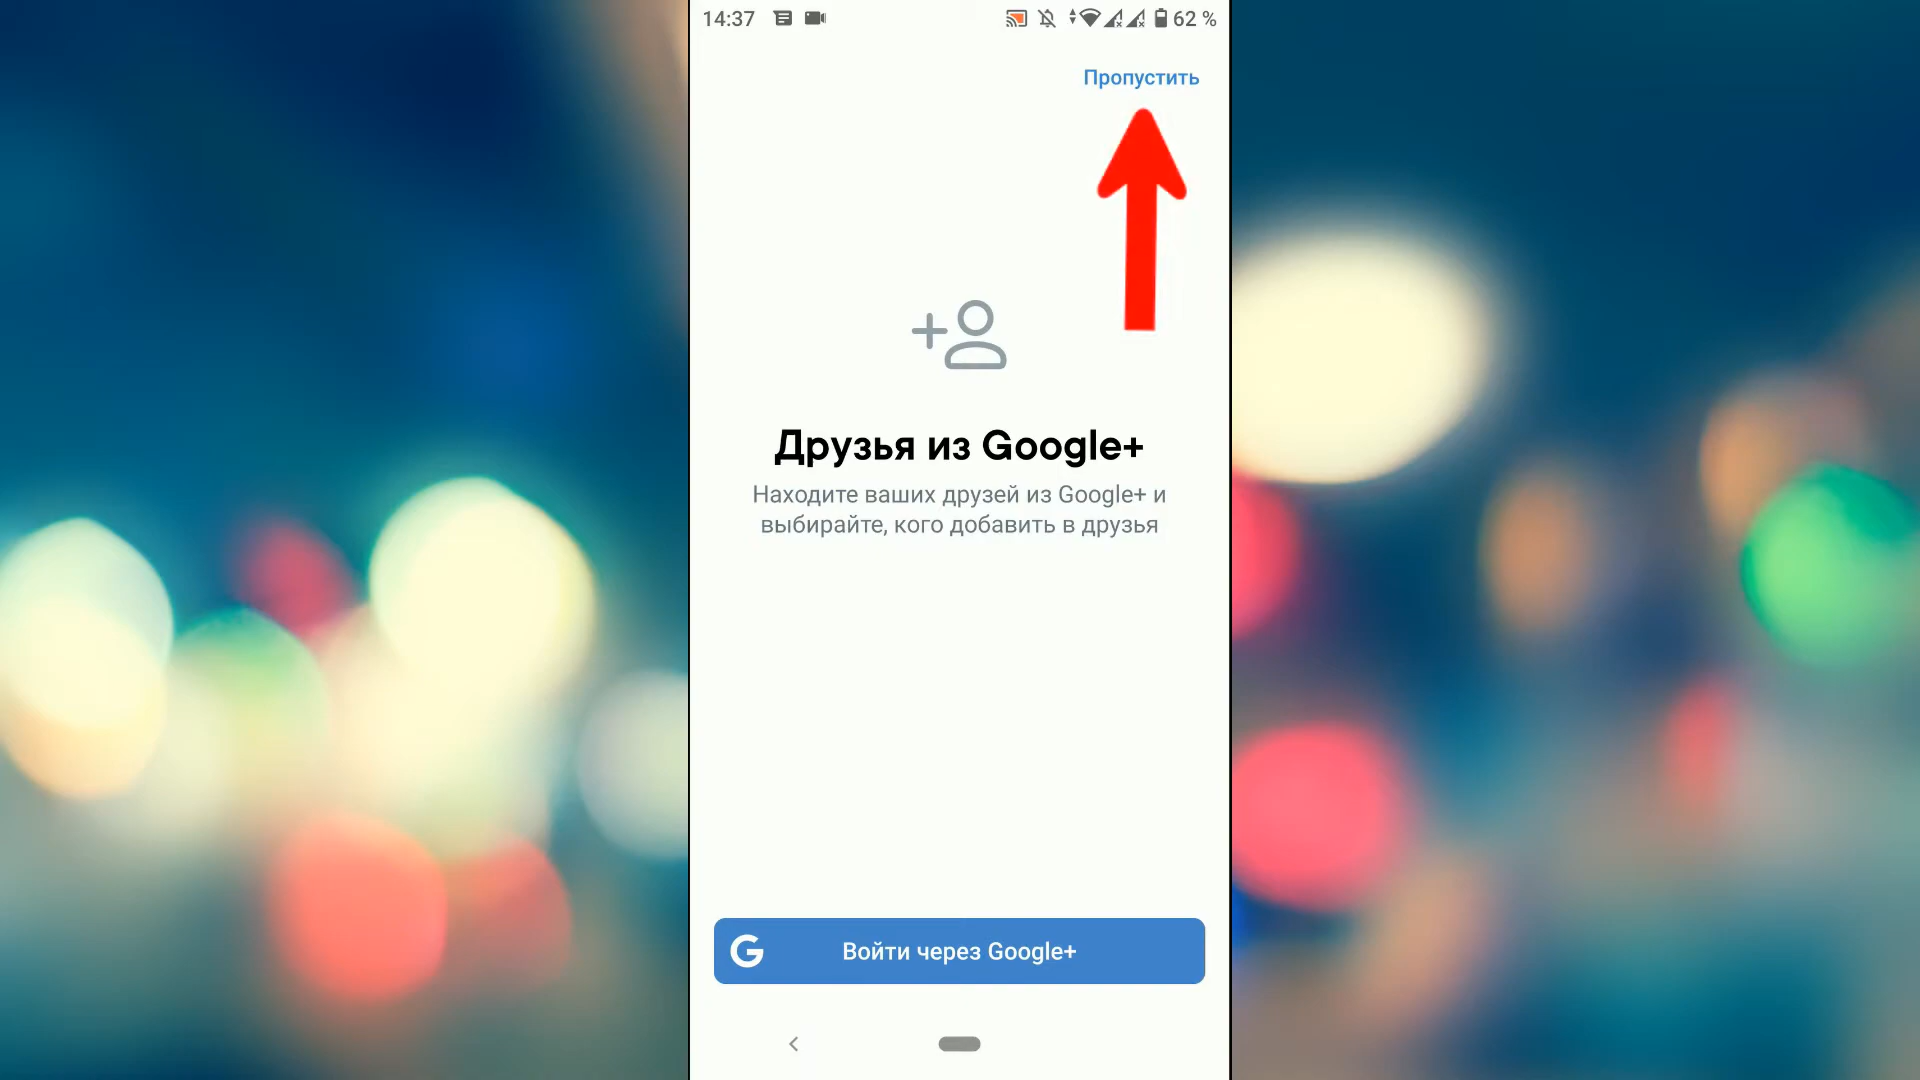 14:37
62 %
Пропустить
Друзья из Google+
Находите ваших друзей из Google+ и
выбирайте, кого добавить в друзья
G Войти через Google+